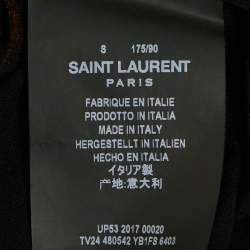 S 175/90
SAINT LAURENT
PARIS
FABRIQUE EN ITALIE
PRODOTTO IN ITALIA
MADE IN ITALY
HERGESTELLT IN ITALIEN
HECHO EN ITALIA
イタリア製
产地:意大利
UP53 2017 00020
TV24 460542 YB1FS 6403